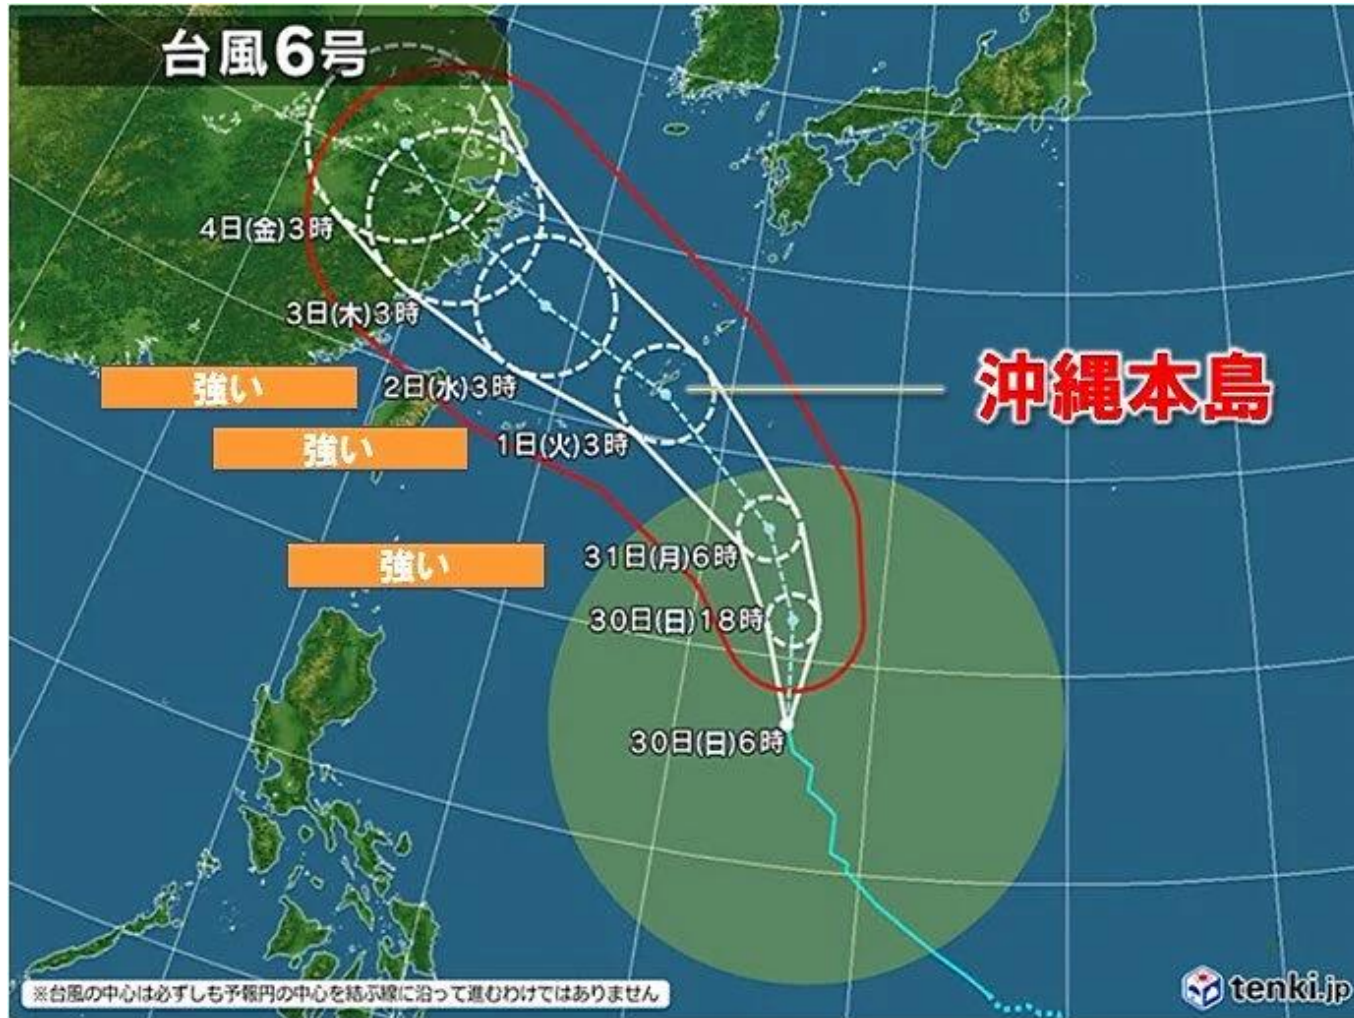 台風6号
4日(金)3時
3日(木)3時
強い
2日(水)3時
沖縄本島
強い
1日(火)3時
強い
31日(月)6時
30日(日)18時
30日(日)6時
※台風の中心は必ずしも予報円の中心を結ぶ線に沿って進むわけではありません
tenki.jp